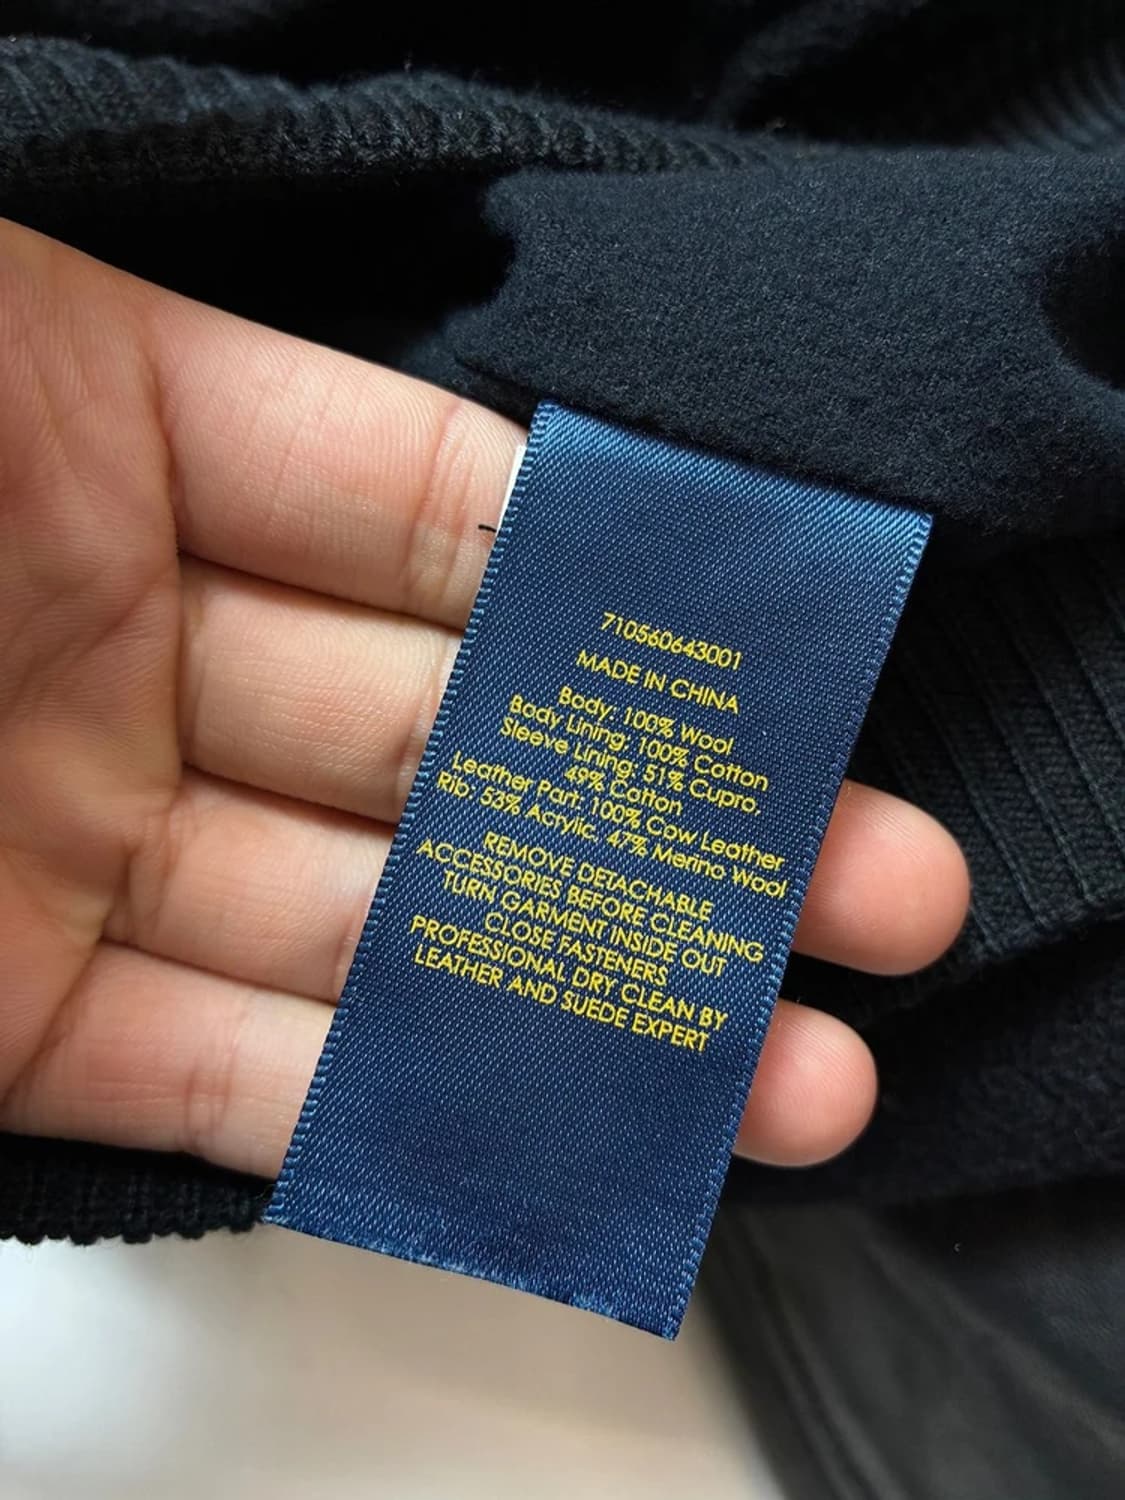 710560643001
MADE IN CHINA
Body: 100% Wool
Body Lining: 100% Cotton
Sleeve Lining: 51% Cupro,
49% Cotton
Leather Part: 100% Cow Leather
Rib: 53% Acrylic, 47% Merino Wool
REMOVE DETACHABLE
ACCESSORIES BEFORE CLEANING
TURN GARMENT INSIDE OUT
CLOSE FASTENERS
PROFESSIONAL DRY CLEAN BY
LEATHER AND SUEDE EXPERT